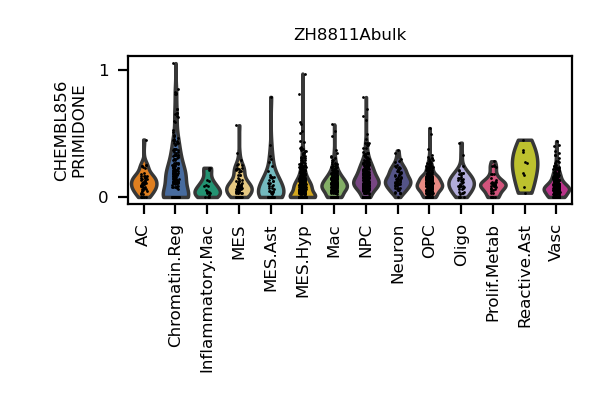 ZH8811Abulk
CHEMBL856
PRIMIDONE
1
0
AC
Chromatin.Reg
Inflammatory.Mac
MES
MES.Ast
MES.Hyp
Mac
NPC
Neuron
OPC
Oligo
Prolif.Metab
Reactive.Ast
Vasc